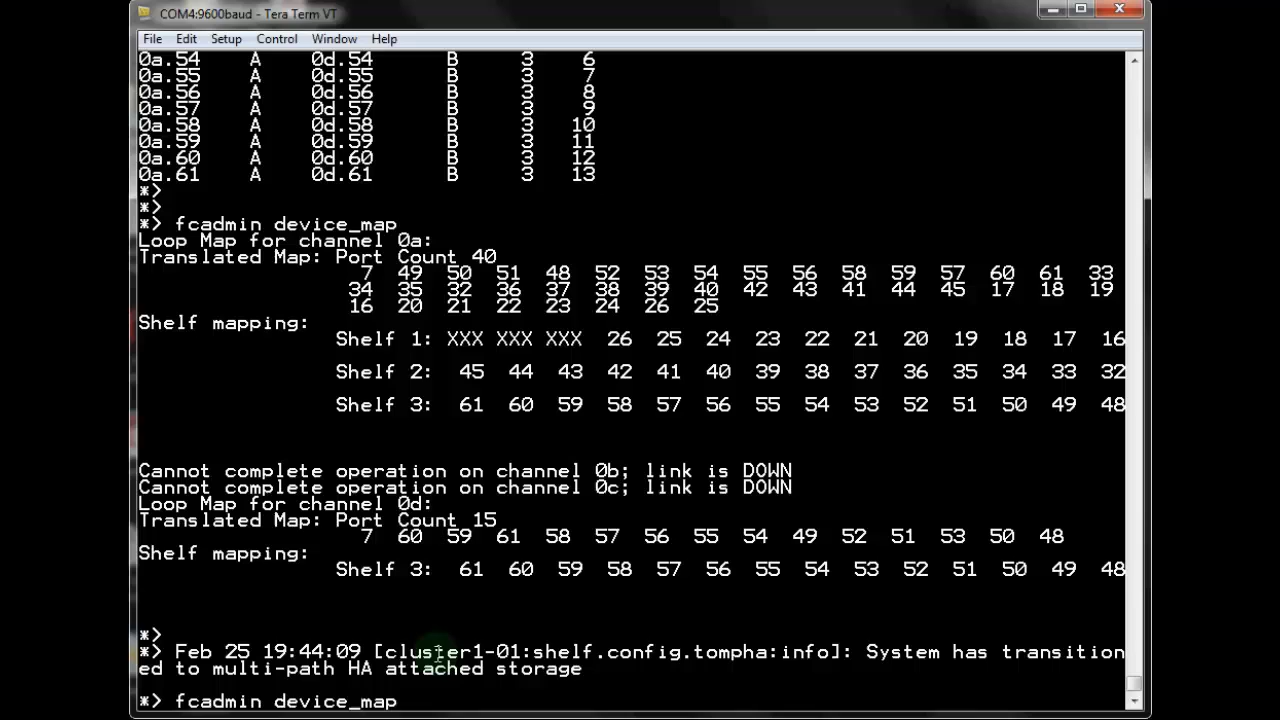 COM4:9600baud - Tera Term VT
File Edit Setup Control Window Help
0a.54 A 0d.54 B 3 6
0a.55 A 0d.55 B 3 7
0a.56 A 0d.56 B 3 8
0a.57 A 0d.57 B 3 9
0a.58 A 0d.58 B 3 10
0a.59 A 0d.59 B 3 11
0a.60 A 0d.60 B 3 12
0a.61 A 0d.61 B 3 13
*>
*>
*> fcadmin device_map
Loop Map for channel 0a:
Translated Map: Port Count 40
7 49 50 51 48 52 53 54 55 56 58 59 57 60 61 33
34 35 32 36 37 38 39 40 42 43 41 44 45 17 18 19
16 20 21 22 23 24 26 25
Shelf mapping:
Shelf 1: XXX XXX XXX 26 25 24 23 22 21 20 19 18 17 16
Shelf 2: 45 44 43 42 41 40 39 38 37 36 35 34 33 32
Shelf 3: 61 60 59 58 57 56 55 54 53 52 51 50 49 48
Cannot complete operation on channel 0b; link is DOWN
Cannot complete operation on channel 0c; link is DOWN
Loop Map for channel 0d:
Translated Map: Port Count 15
7 60 59 61 58 57 56 55 54 49 52 51 53 50 48
Shelf mapping:
Shelf 3: 61 60 59 58 57 56 55 54 53 52 51 50 49 48
*>
*> Feb 25 19:44:09 [cluster1-01:shelf.config.tompha:info]: System has transition
ed to multi-path HA attached storage
*> fcadmin device_map